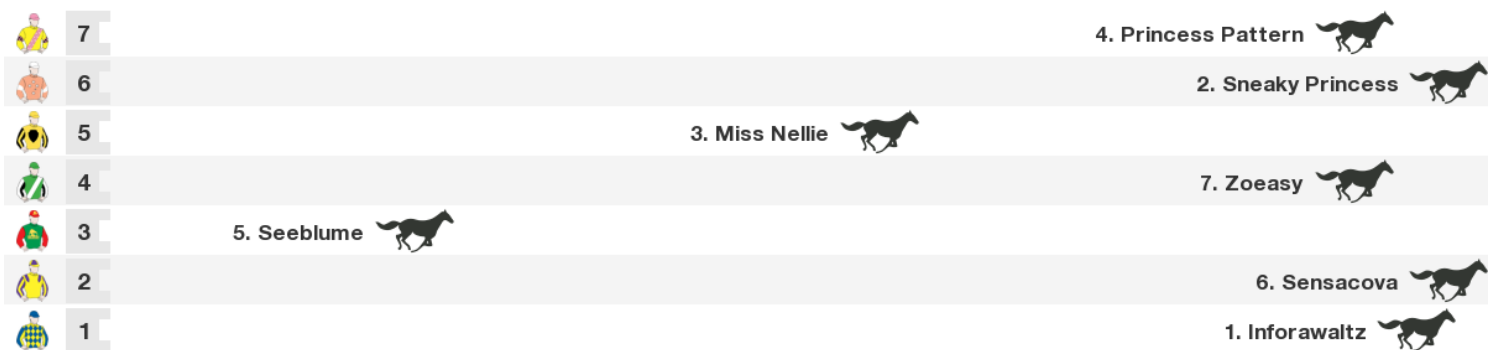 7 4. Princess Pattern
6 2. Sneaky Princess
5 3. Miss Nellie
4 7. Zoeasy
3 5. Seeblume
2 6. Sensacova
1 1. Inforawaltz